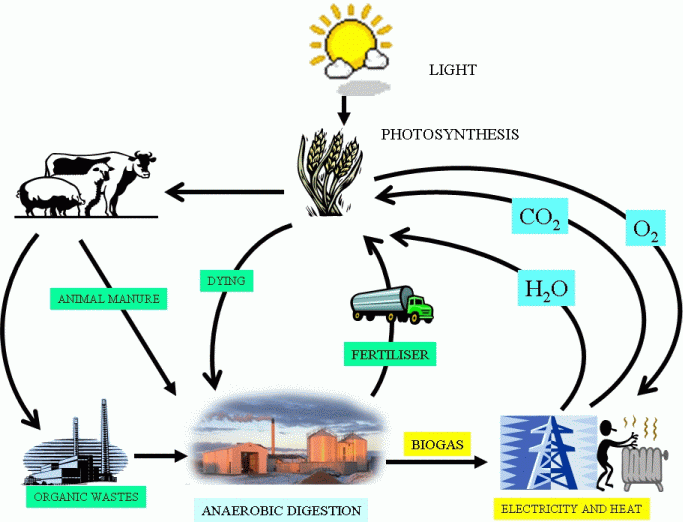 LIGHT
PHOTOSYNTHESIS
CO₂
O₂
DYING
H₂O
ANIMAL MANURE
FERTILISER
BIOGAS
ORGANIC WASTES
ANAEROBIC DIGESTION
ELECTRICITY AND HEAT